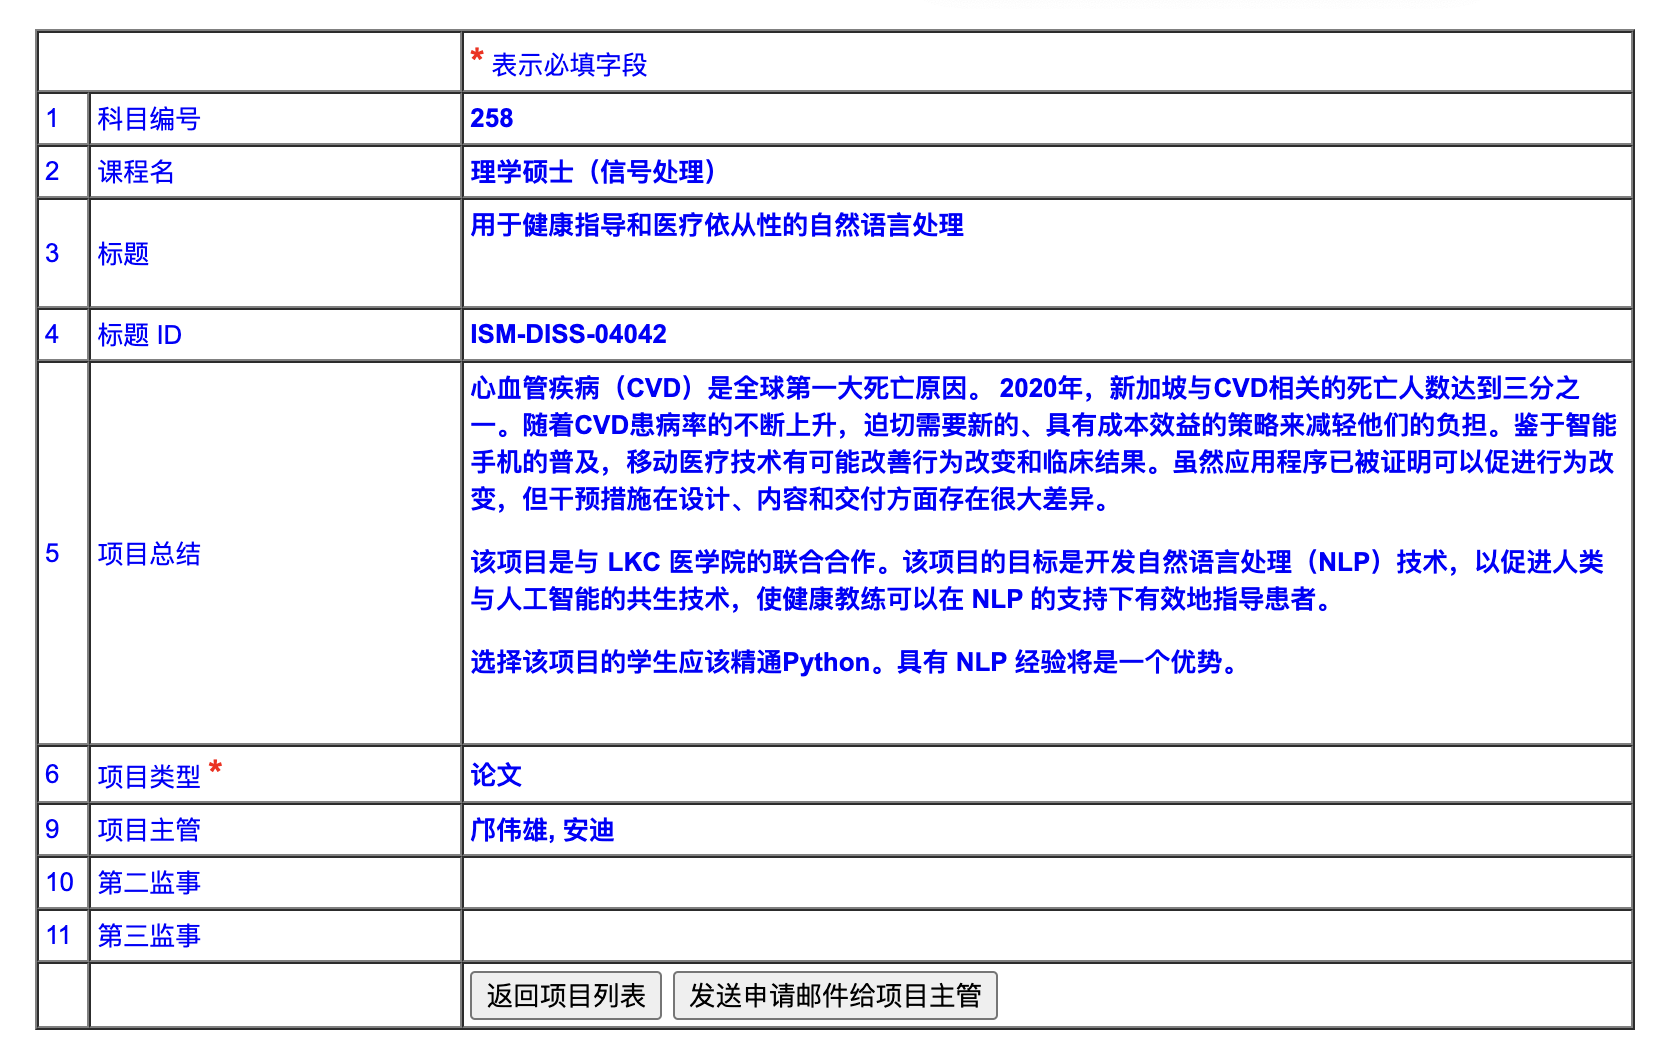 * 表示必填字段
1 科目编号 258
2 课程名 理学硕士（信号处理）
3 标题 用于健康指导和医疗依从性的自然语言处理
4 标题 ID ISM-DISS-04042
5 项目总结
心血管疾病（CVD）是全球第一大死亡原因。 2020年，新加坡与CVD相关的死亡人数达到三分之
一。随着CVD患病率的不断上升，迫切需要新的、具有成本效益的策略来减轻他们的负担。鉴于智能
手机的普及，移动医疗技术有可能改善行为改变和临床结果。虽然应用程序已被证明可以促进行为改
变，但干预措施在设计、内容和交付方面存在很大差异。
该项目是与 LKC 医学院的联合合作。该项目的目标是开发自然语言处理（NLP）技术，以促进人类
与人工智能的共生技术，使健康教练可以在 NLP 的支持下有效地指导患者。
选择该项目的学生应该精通Python。具有 NLP 经验将是一个优势。
6 项目类型 * 论文
9 项目主管 邝伟雄, 安迪
10 第二监事
11 第三监事
返回项目列表 发送申请邮件给项目主管